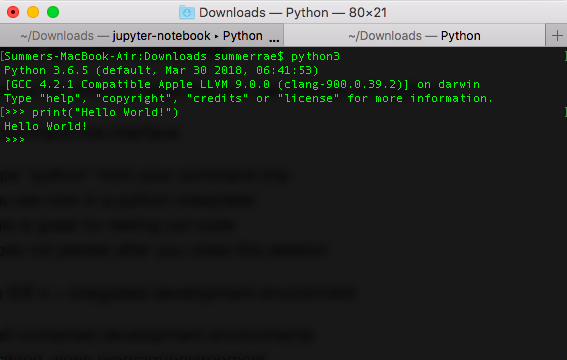 Downloads — Python — 80×21
~/Downloads — jupyter-notebook ▸ Python ...
~/Downloads — Python +
[Summers-MacBook-Air:Downloads summerrae$ python3 ]
Python 3.6.5 (default, Mar 30 2018, 06:41:53)
[GCC 4.2.1 Compatible Apple LLVM 9.0.0 (clang-900.0.39.2)] on darwin
Type "help", "copyright", "credits" or "license" for more information.
[>>> print("Hello World!") ]
Hello World!
>>>